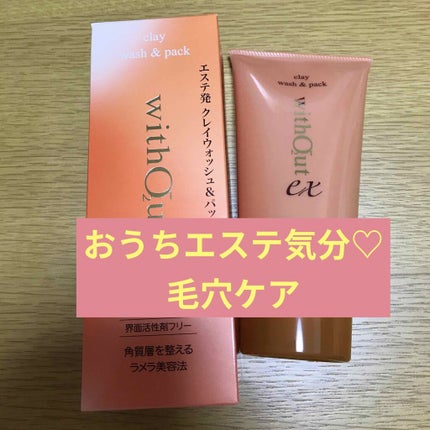 clay
wash & pack
エステ発 クレイウォッシュ&パッ
withOut
界面活性剤フリー
角質層を整える
ラメラ美容法
clay
wash & pack
withOut
ex
おうちエステ気分♡
毛穴ケア